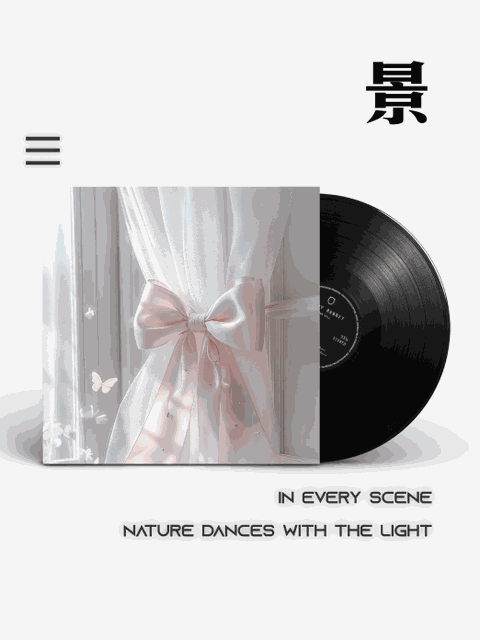 景
IN EVERY SCENE
NATURE DANCES WITH THE LIGHT